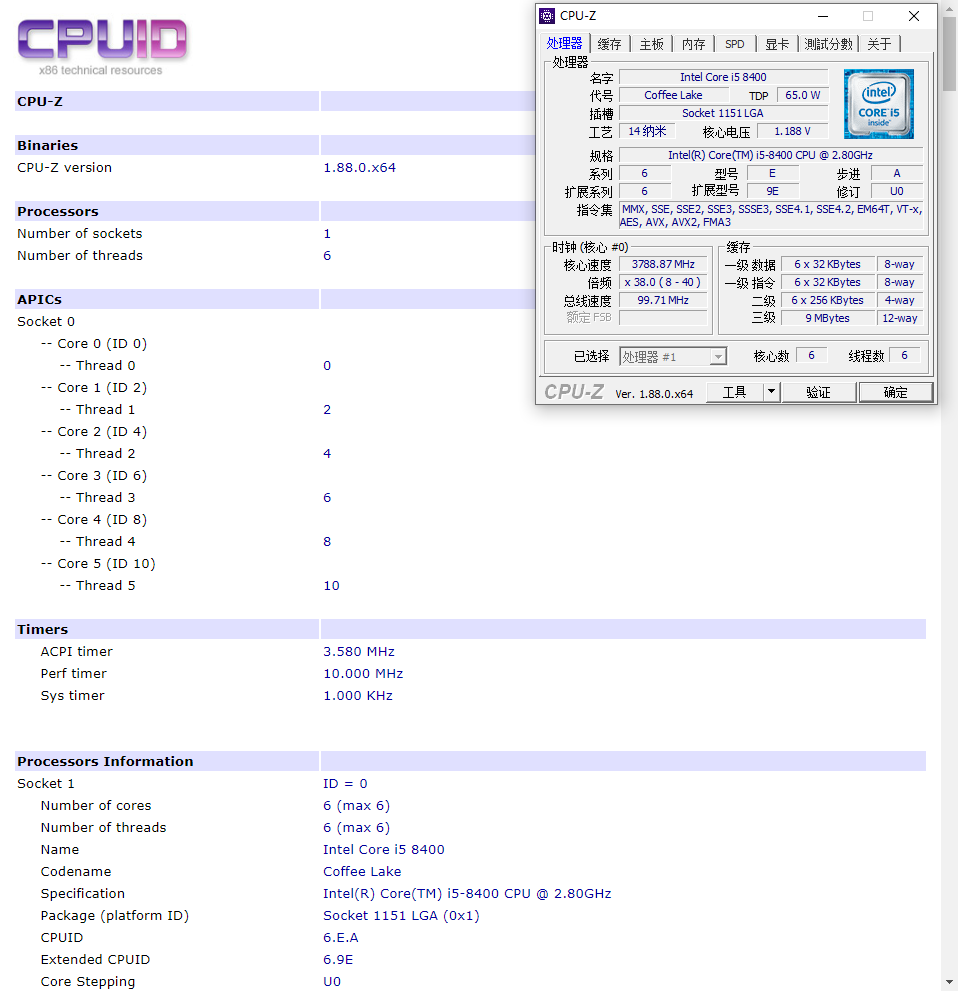 CPUID
x86 technical resources
CPU-Z
Binaries
CPU-Z version 1.88.0.x64
Processors
Number of sockets 1
Number of threads 6
APICs
Socket 0
-- Core 0 (ID 0)
-- Thread 0 0
-- Core 1 (ID 2)
-- Thread 1 2
-- Core 2 (ID 4)
-- Thread 2 4
-- Core 3 (ID 6)
-- Thread 3 6
-- Core 4 (ID 8)
-- Thread 4 8
-- Core 5 (ID 10)
-- Thread 5 10
Timers
ACPI timer 3.580 MHz
Perf timer 10.000 MHz
Sys timer 1.000 KHz
Processors Information
Socket 1 ID = 0
Number of cores 6 (max 6)
Number of threads 6 (max 6)
Name Intel Core i5 8400
Codename Coffee Lake
Specification Intel(R) Core(TM) i5-8400 CPU @ 2.80GHz
Package (platform ID) Socket 1151 LGA (0x1)
CPUID 6.E.A
Extended CPUID 6.9E
Core Stepping U0
CPU-Z
处理器 缓存 主板 内存 SPD 显卡 測試分數 关于
处理器
名字 Intel Core i5 8400
代号 Coffee Lake TDP 65.0 W
插槽 Socket 1151 LGA
工艺 14 纳米 核心电压 1.188 V
intel
CORE i5
inside
规格 Intel(R) Core(TM) i5-8400 CPU @ 2.80GHz
系列 6 型号 E 步进 A
扩展系列 6 扩展型号 9E 修订 U0
指令集 MMX, SSE, SSE2, SSE3, SSSE3, SSE4.1, SSE4.2, EM64T, VT-x,
AES, AVX, AVX2, FMA3
时钟 (核心 #0)
核心速度 3788.87 MHz
倍频 x 38.0 ( 8 - 40 )
总线速度 99.71 MHz
额定 FSB
缓存
一级 数据 6 x 32 KBytes 8-way
一级 指令 6 x 32 KBytes 8-way
二级 6 x 256 KBytes 4-way
三级 9 MBytes 12-way
已选择 处理器 #1 核心数 6 线程数 6
CPU-Z Ver. 1.88.0.x64 工具 验证 确定